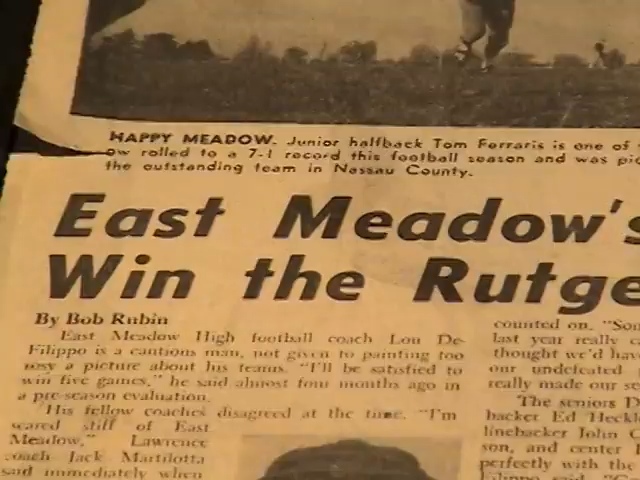 HAPPY MEADOW. Junior halfback Tom Ferraris is one of
ow rolled to a 7-1 record this football season and was pic
the outstanding team in Nassau County.
East Meadow's
Win the Rutge
By Bob Rubin
East Meadow High football coach Lou De-
Filippo is a cautious man, not given to painting too
rosy a picture about his teams. "I'll be satisfied to
win five games," he said almost four months ago in
a pre-season evaluation.
His fellow coaches disagreed at the time. "I'm
scared stiff of East
Meadow," Lawrence
coach Jack Martilotta
said immediately when
counted on. "Son
last year really ca
thought we'd hav
our undefeated
really made our se
The seniors D
backer Ed Heckl
linebacker John C
son, and center
perfectly with the
Filippo said.